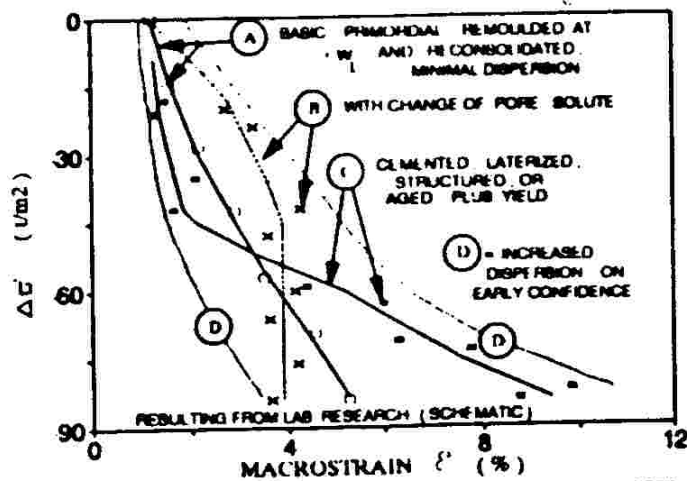 0
30
60
90
Δσ' (t/m2)
A
BASIC PRIMORDIAL REMOULDED AT
WL AND RECONSOLIDATED.
MINIMAL DISPERSION
B
WITH CHANGE OF PORE SOLUTE
C
CEMENTED LATERIZED.
STRUCTURED, OR
AGED PLUS YIELD
D = INCREASED
DISPERSION ON
EARLY CONFIDENCE
D
D
RESULTING FROM LAB RESEARCH (SCHEMATIC)
0 4 8 12
MACROSTRAIN ε' (%)